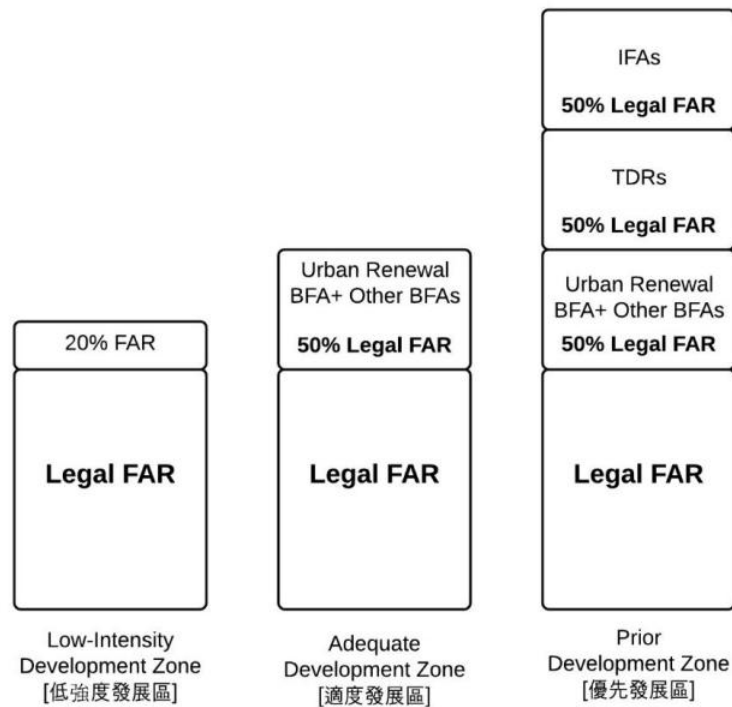 20% FAR
Legal FAR
Low-Intensity
Development Zone
[低強度發展區]
Urban Renewal
BFA+ Other BFAs
50% Legal FAR
Legal FAR
Adequate
Development Zone
[適度發展區]
IFAs
50% Legal FAR
TDRs
50% Legal FAR
Urban Renewal
BFA+ Other BFAs
50% Legal FAR
Legal FAR
Prior
Development Zone
[優先發展區]